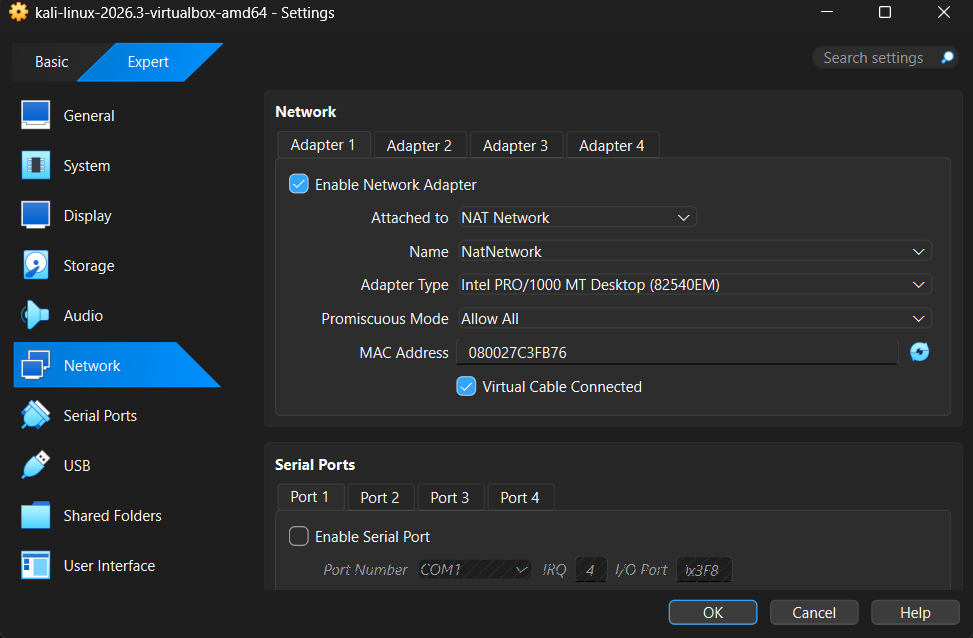 kali-linux-2026.3-virtualbox-amd64 - Settings
Basic
Expert
Search settings
General
System
Display
Storage
Audio
Network
Serial Ports
USB
Shared Folders
User Interface
Network
Adapter 1 Adapter 2 Adapter 3 Adapter 4
Enable Network Adapter
Attached to NAT Network
Name NatNetwork
Adapter Type Intel PRO/1000 MT Desktop (82540EM)
Promiscuous Mode Allow All
MAC Address 080027C3FB76
Virtual Cable Connected
Serial Ports
Port 1 Port 2 Port 3 Port 4
Enable Serial Port
Port Number COM1 IRQ 4 I/O Port 0x3F8
OK Cancel Help